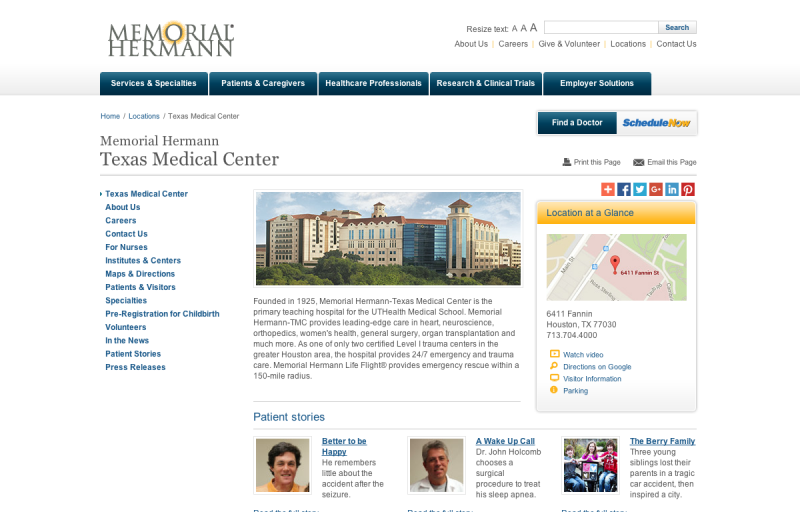 MEMORIAL
HERMANN
Resize text: A A A
Search
About Us | Careers | Give & Volunteer | Locations | Contact Us
Services & Specialties
Patients & Caregivers
Healthcare Professionals
Research & Clinical Trials
Employer Solutions
Home / Locations / Texas Medical Center
Find a Doctor
ScheduleNow
Memorial Hermann
Texas Medical Center
Print this Page
Email this Page
Texas Medical Center
About Us
Careers
Contact Us
For Nurses
Institutes & Centers
Maps & Directions
Patients & Visitors
Specialties
Pre-Registration for Childbirth
Volunteers
In the News
Patient Stories
Press Releases
Founded in 1925, Memorial Hermann-Texas Medical Center is the
primary teaching hospital for the UTHealth Medical School. Memorial
Hermann-TMC provides leading-edge care in heart, neuroscience,
orthopedics, women's health, general surgery, organ transplantation and
much more. As one of only two certified Level I trauma centers in the
greater Houston area, the hospital provides 24/7 emergency and trauma
care. Memorial Hermann Life Flight® provides emergency rescue within a
150-mile radius.
Location at a Glance
Main St
6411 Fannin St
Ross Sterling
6411 Fannin
Houston, TX 77030
713.704.4000
Watch video
Directions on Google
Visitor Information
Parking
Patient stories
Better to be
Happy
He remembers
little about the
accident after the
seizure.
A Wake Up Call
Dr. John Holcomb
chooses a
surgical
procedure to treat
his sleep apnea.
The Berry Family
Three young
siblings lost their
parents in a tragic
car accident, then
inspired a city.